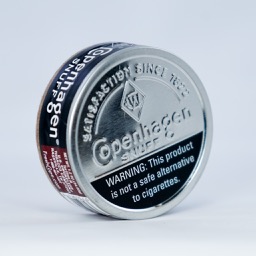 SATISFACTION SINCE 1822
W
Copenhagen
SNUFF
WARNING: This product
is not a safe alternative
to cigarettes.
Copenhagen
SNUFF